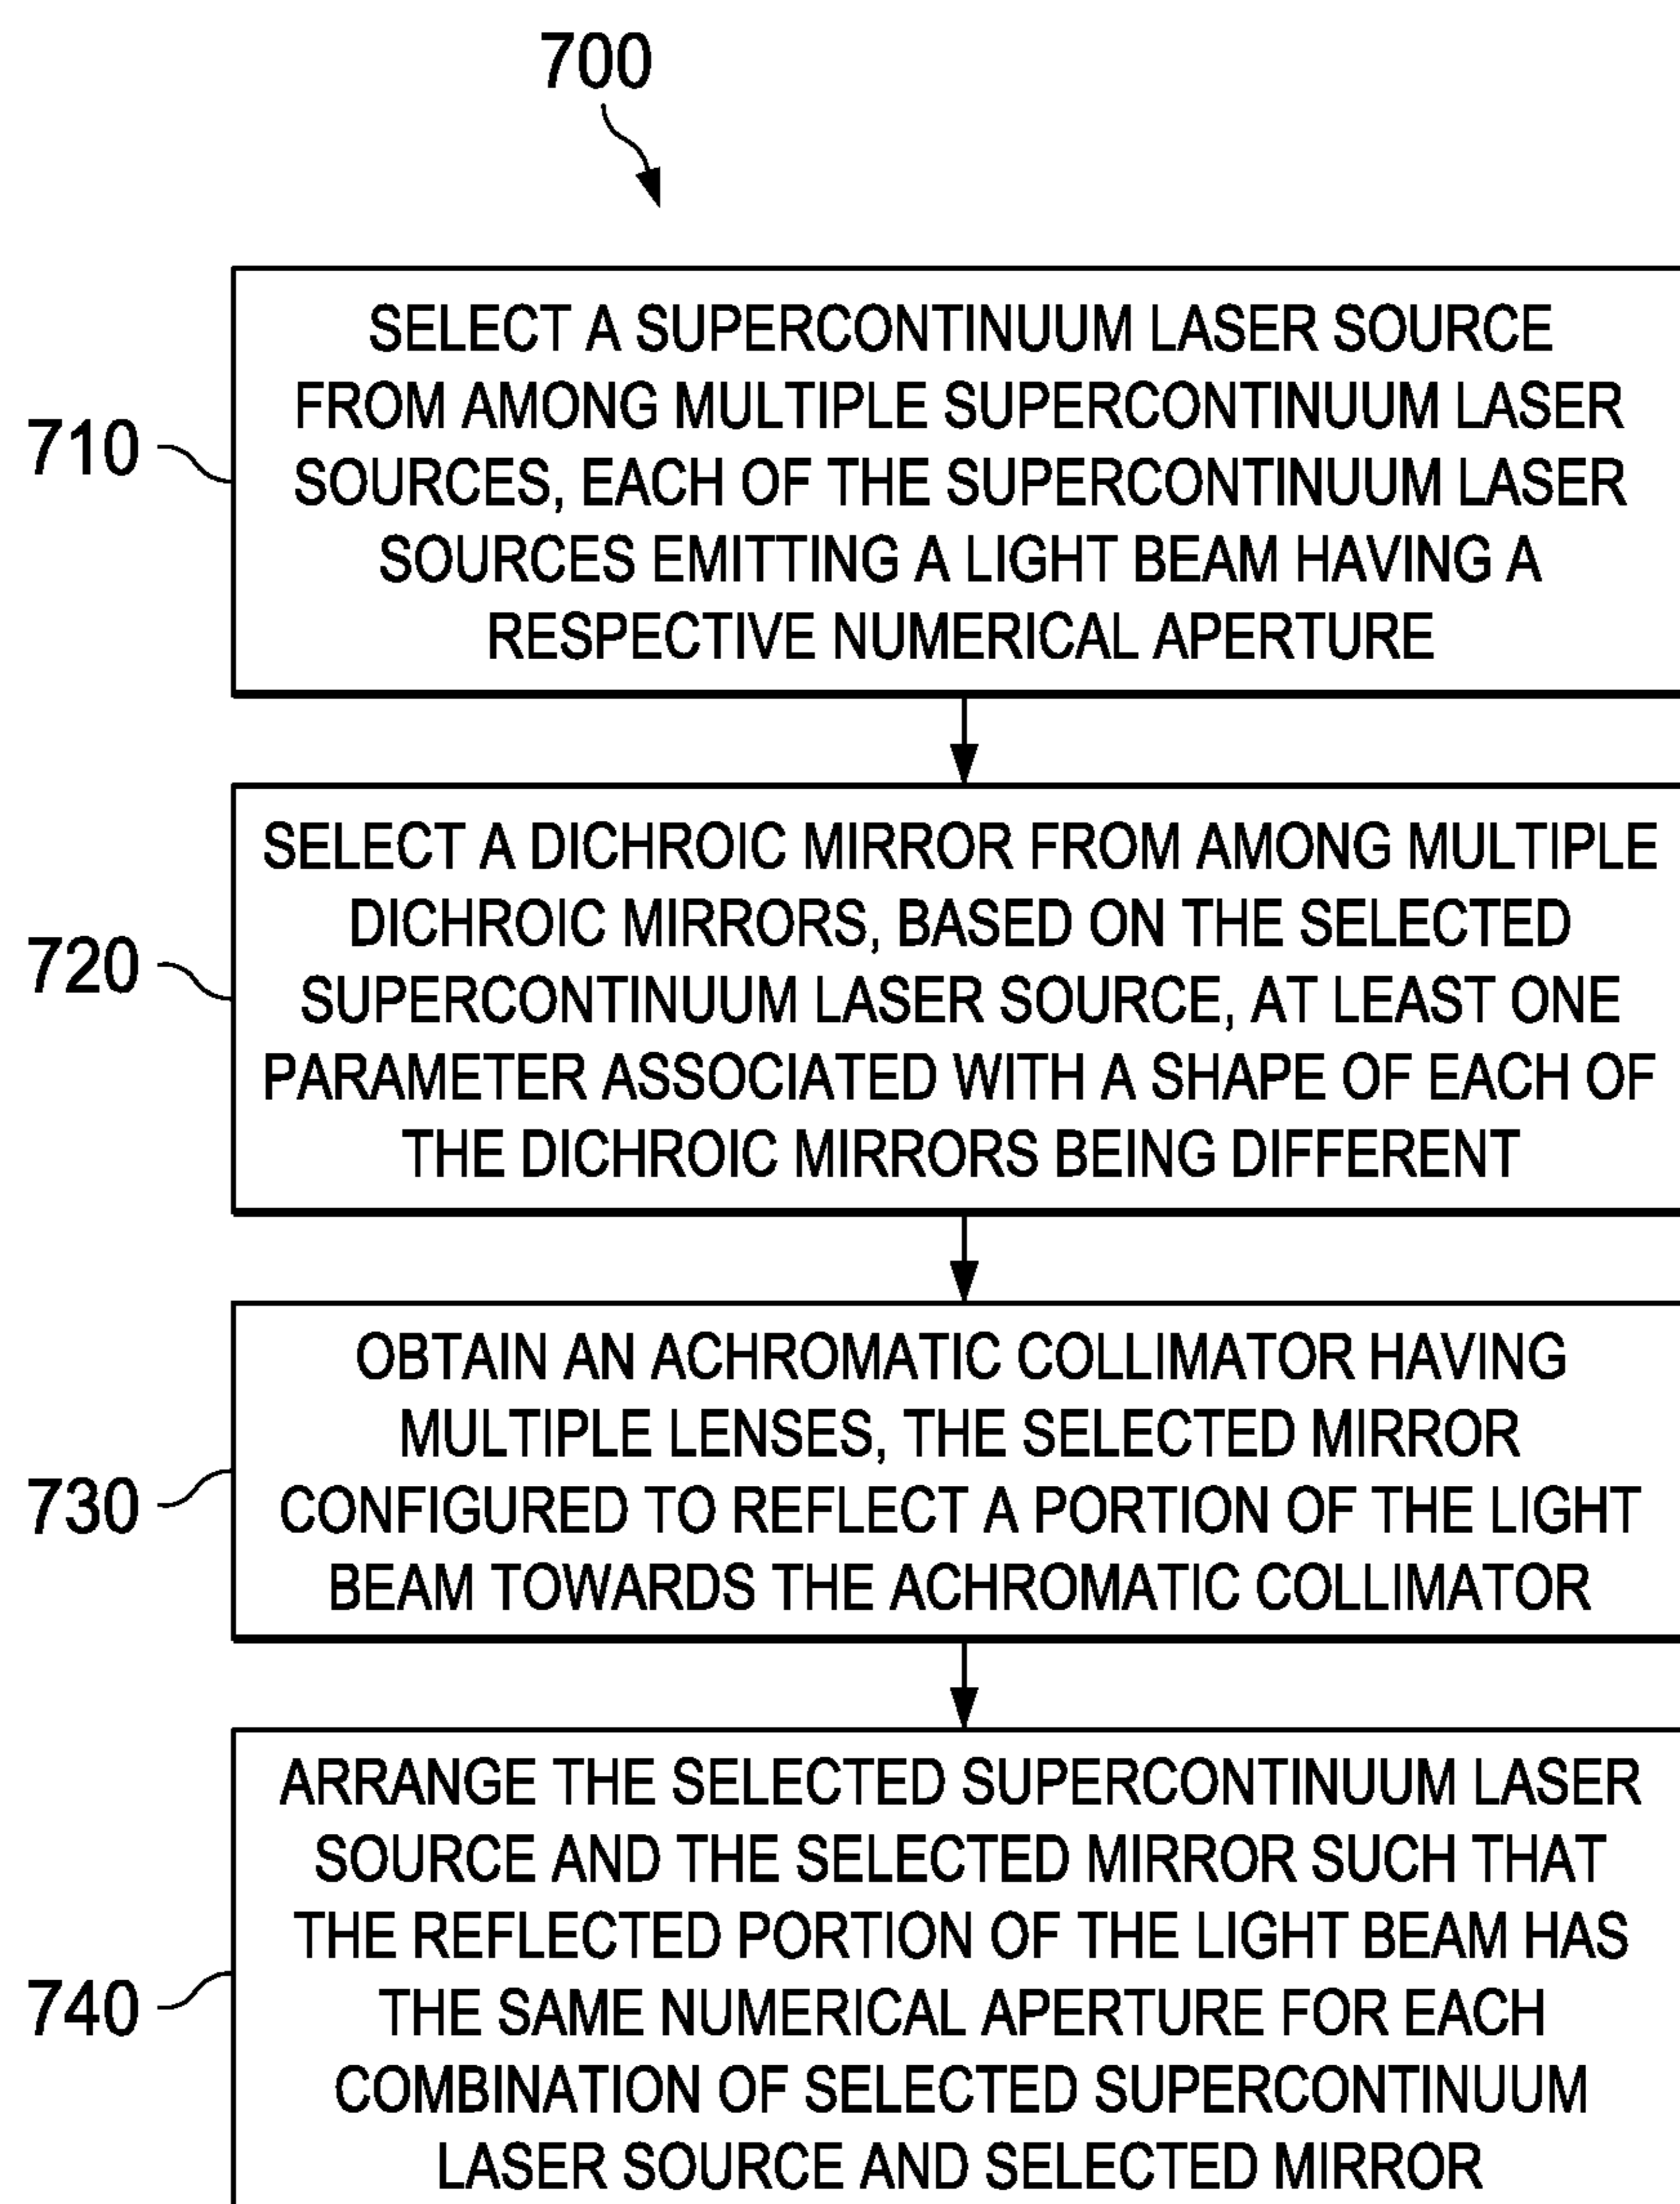 700
710
SELECT A SUPERCONTINUUM LASER SOURCE
FROM AMONG MULTIPLE SUPERCONTINUUM LASER
SOURCES, EACH OF THE SUPERCONTINUUM LASER
SOURCES EMITTING A LIGHT BEAM HAVING A
RESPECTIVE NUMERICAL APERTURE
720
SELECT A DICHROIC MIRROR FROM AMONG MULTIPLE
DICHROIC MIRRORS, BASED ON THE SELECTED
SUPERCONTINUUM LASER SOURCE, AT LEAST ONE
PARAMETER ASSOCIATED WITH A SHAPE OF EACH OF
THE DICHROIC MIRRORS BEING DIFFERENT
730
OBTAIN AN ACHROMATIC COLLIMATOR HAVING
MULTIPLE LENSES, THE SELECTED MIRROR
CONFIGURED TO REFLECT A PORTION OF THE LIGHT
BEAM TOWARDS THE ACHROMATIC COLLIMATOR
740
ARRANGE THE SELECTED SUPERCONTINUUM LASER
SOURCE AND THE SELECTED MIRROR SUCH THAT
THE REFLECTED PORTION OF THE LIGHT BEAM HAS
THE SAME NUMERICAL APERTURE FOR EACH
COMBINATION OF SELECTED SUPERCONTINUUM
LASER SOURCE AND SELECTED MIRROR